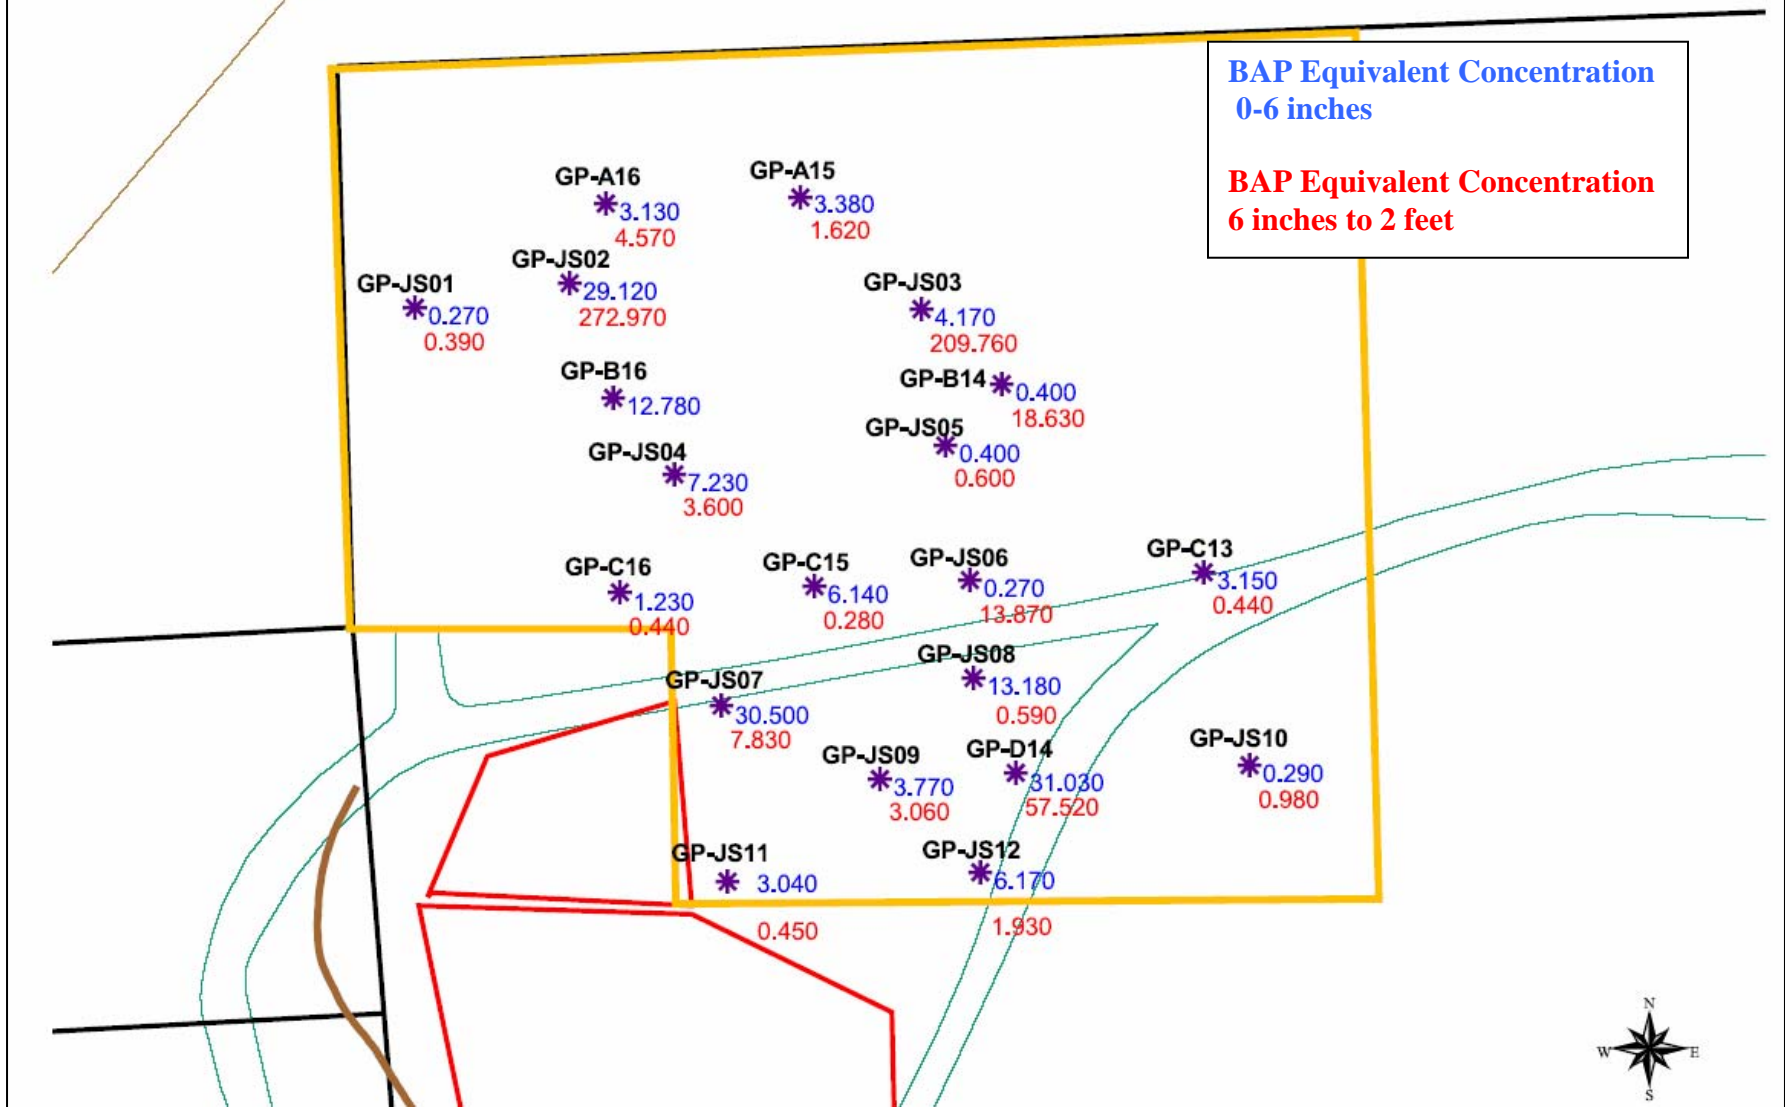 BAP Equivalent Concentration
0-6 inches
BAP Equivalent Concentration
6 inches to 2 feet
GP-A16
3.130
4.570
GP-A15
3.380
1.620
GP-JS01
0.270
0.390
GP-JS02
29.120
272.970
GP-JS03
4.170
209.760
GP-B16
12.780
GP-B14
0.400
18.630
GP-JS05
0.400
0.600
GP-JS04
7.230
3.600
GP-C16
1.230
0.440
GP-C15
6.140
0.280
GP-JS06
0.270
13.870
GP-C13
3.150
0.440
GP-JS07
30.500
7.830
GP-JS08
13.180
0.590
GP-JS09
3.770
3.060
GP-D14
31.030
57.520
GP-JS10
0.290
0.980
GP-JS11
3.040
0.450
GP-JS12
6.170
1.930
N
W E
S